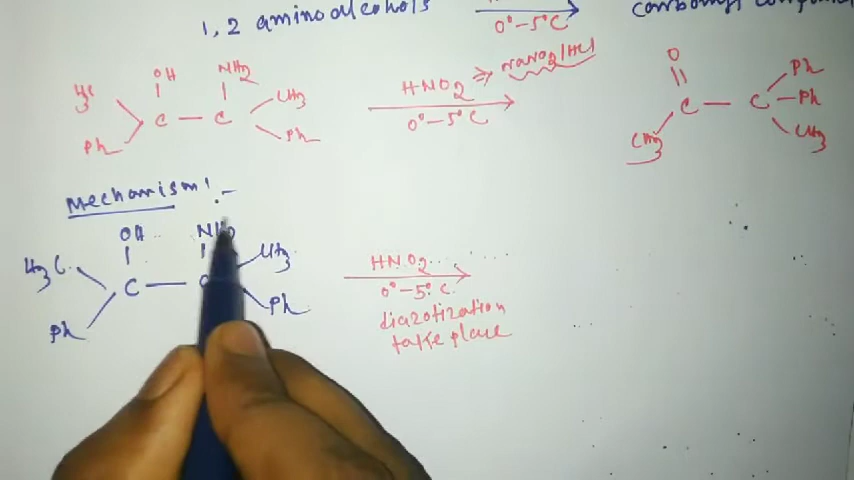 1,2 aminoalcohols 0°-5°C
OH NH2 HNO2 ⇒ NaNO2/HCl O
H3C C — C CH3 0°-5°C C — C Ph
Ph Ph Ph
CH3 CH3
Mechanism:-
OH
H3C C — CH3 HNO2........
Ph Ph 0°-5°C.
diazotization
take place